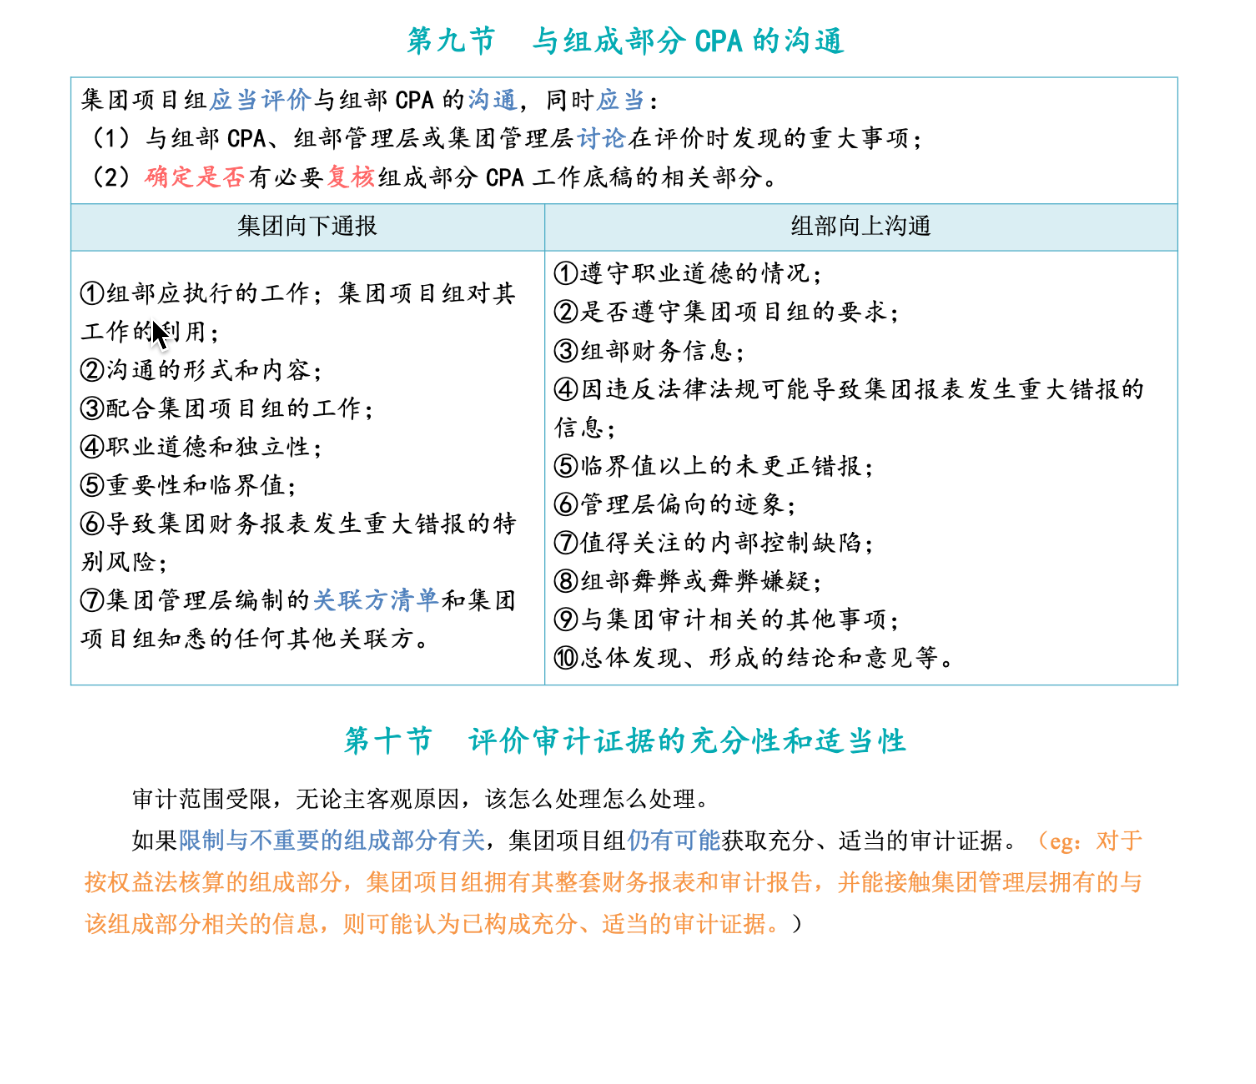 第九节 与组成部分 CPA 的沟通
集团项目组应当评价与组部 CPA 的沟通，同时应当：
（1）与组部 CPA、组部管理层或集团管理层讨论在评价时发现的重大事项；
（2）确定是否有必要复核组成部分 CPA 工作底稿的相关部分。
集团向下通报
组部向上沟通
①组部应执行的工作；集团项目组对其
工作的利用；
②沟通的形式和内容；
③配合集团项目组的工作；
④职业道德和独立性；
⑤重要性和临界值；
⑥导致集团财务报表发生重大错报的特
别风险；
⑦集团管理层编制的关联方清单和集团
项目组知悉的任何其他关联方。
①遵守职业道德的情况；
②是否遵守集团项目组的要求；
③组部财务信息；
④因违反法律法规可能导致集团报表发生重大错报的
信息；
⑤临界值以上的未更正错报；
⑥管理层偏向的迹象；
⑦值得关注的内部控制缺陷；
⑧组部舞弊或舞弊嫌疑；
⑨与集团审计相关的其他事项；
⑩总体发现、形成的结论和意见等。
第十节 评价审计证据的充分性和适当性
审计范围受限，无论主客观原因，该怎么处理怎么处理。
如果限制与不重要的组成部分有关，集团项目组仍有可能获取充分、适当的审计证据。（eg：对于
按权益法核算的组成部分，集团项目组拥有其整套财务报表和审计报告，并能接触集团管理层拥有的与
该组成部分相关的信息，则可能认为已构成充分、适当的审计证据。）